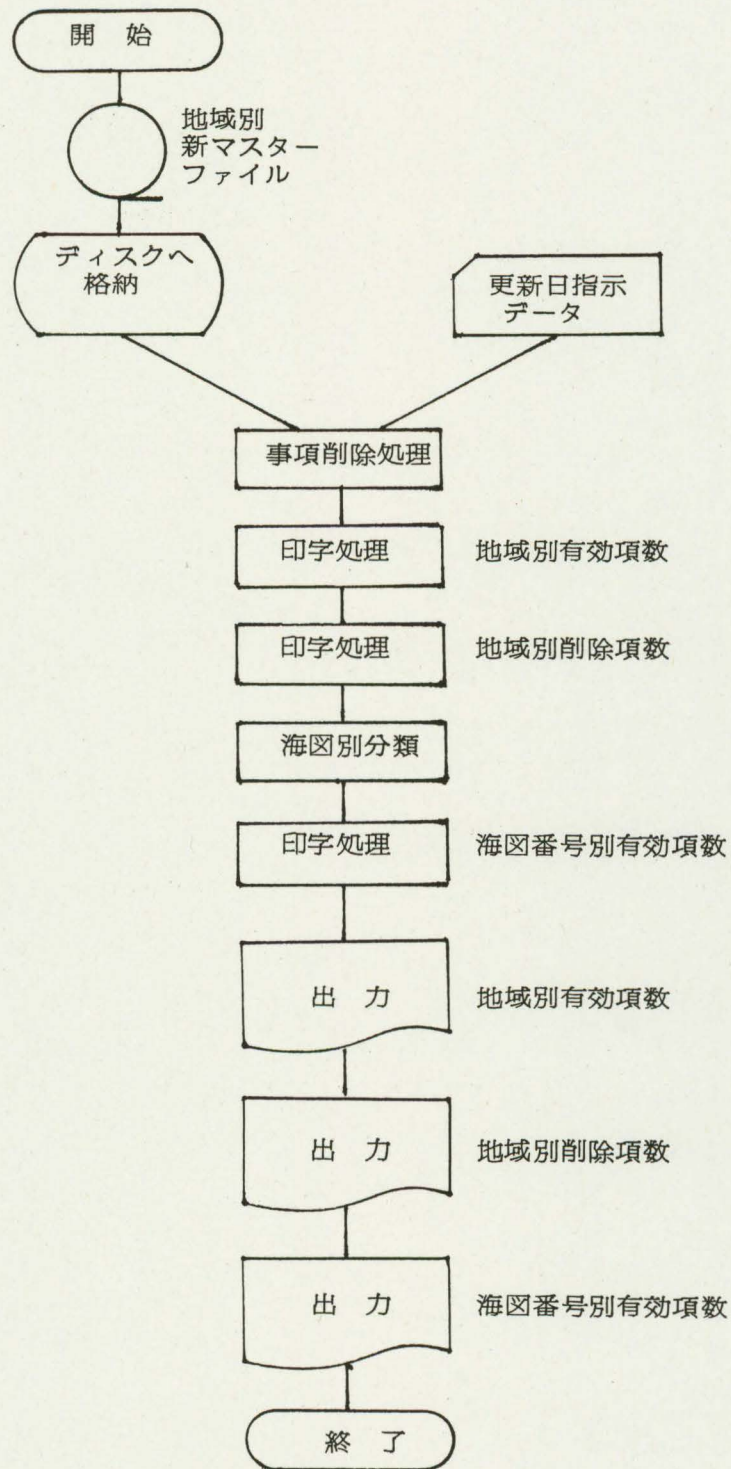 開 始
地域別
新マスター
ファイル
ディスクへ
格納
更新日指示
データ
事項削除処理
印字処理
地域別有効項数
印字処理
地域別削除項数
海図別分類
印字処理
海図番号別有効項数
出 力
地域別有効項数
出 力
地域別削除項数
出 力
海図番号別有効項数
終 了